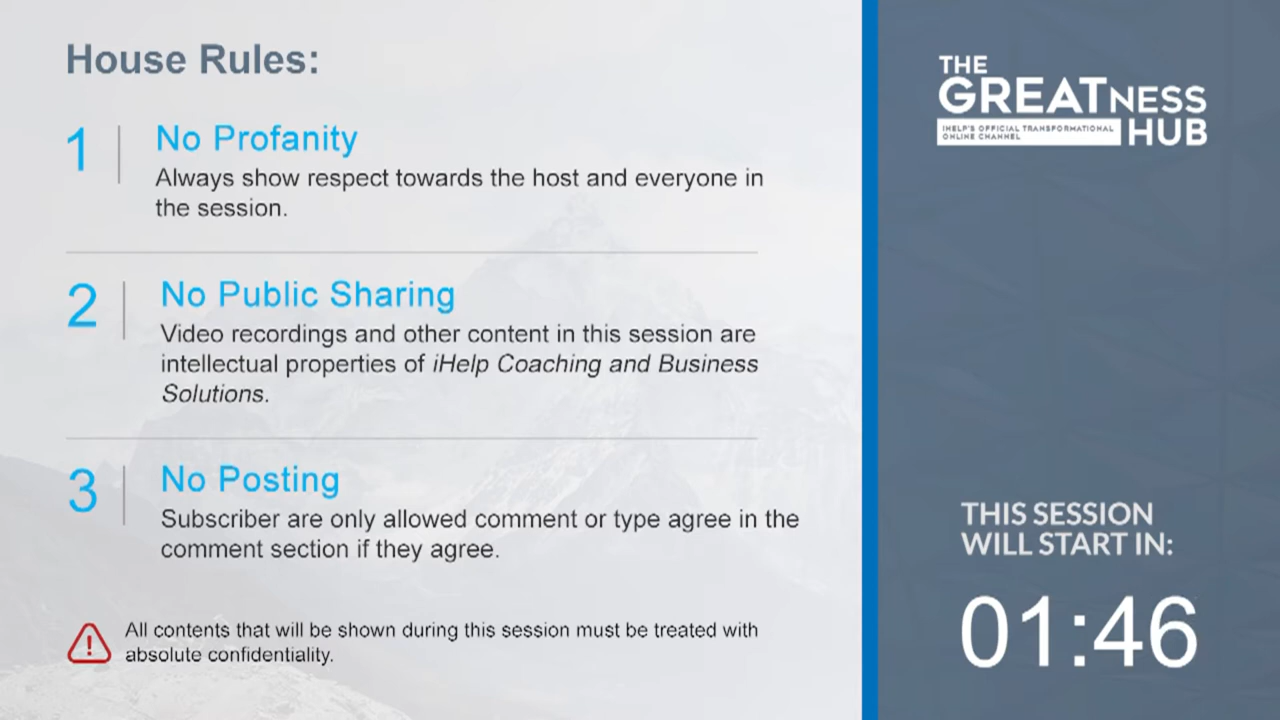 House Rules:
1
No Profanity
Always show respect towards the host and everyone in
the session.
2
No Public Sharing
Video recordings and other content in this session are
intellectual properties of iHelp Coaching and Business
Solutions.
3
No Posting
Subscriber are only allowed comment or type agree in the
comment section if they agree.
All contents that will be shown during this session must be treated with
absolute confidentiality.
THE
GREATNESS
IHELP'S OFFICIAL TRANSFORMATIONAL
ONLINE CHANNEL
HUB
THIS SESSION
WILL START IN:
01:46